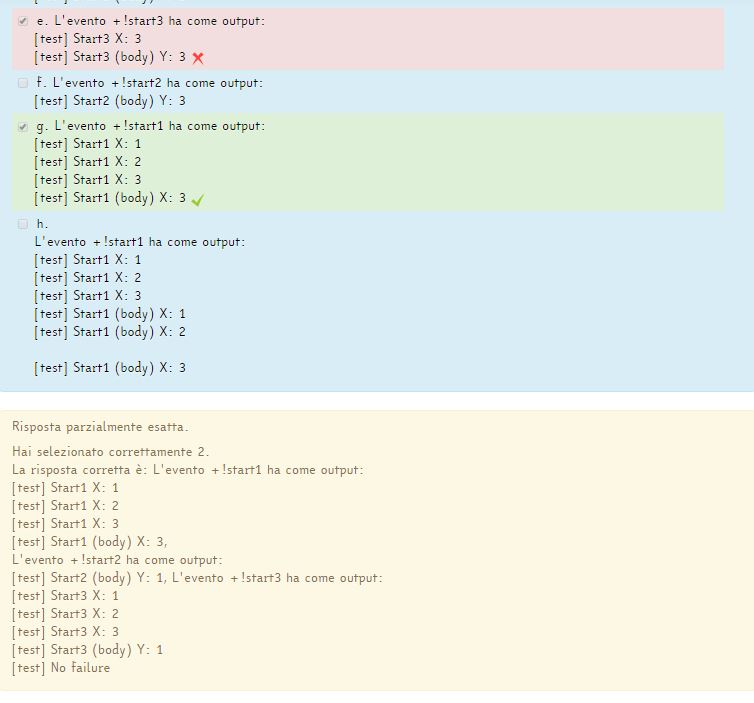 e. L'evento +!start3 ha come output:
[test] Start3 X: 3
[test] Start3 (body) Y: 3
f. L'evento +!start2 ha come output:
[test] Start2 (body) Y: 3
g. L'evento +!start1 ha come output:
[test] Start1 X: 1
[test] Start1 X: 2
[test] Start1 X: 3
[test] Start1 (body) X: 3
h.
L'evento +!start1 ha come output:
[test] Start1 X: 1
[test] Start1 X: 2
[test] Start1 X: 3
[test] Start1 (body) X: 1
[test] Start1 (body) X: 2
[test] Start1 (body) X: 3
Risposta parzialmente esatta.
Hai selezionato correttamente 2.
La risposta corretta è: L'evento +!start1 ha come output:
[test] Start1 X: 1
[test] Start1 X: 2
[test] Start1 X: 3
[test] Start1 (body) X: 3,
L'evento +!start2 ha come output:
[test] Start2 (body) Y: 1, L'evento +!start3 ha come output:
[test] Start3 X: 1
[test] Start3 X: 2
[test] Start3 X: 3
[test] Start3 (body) Y: 1
[test] No failure